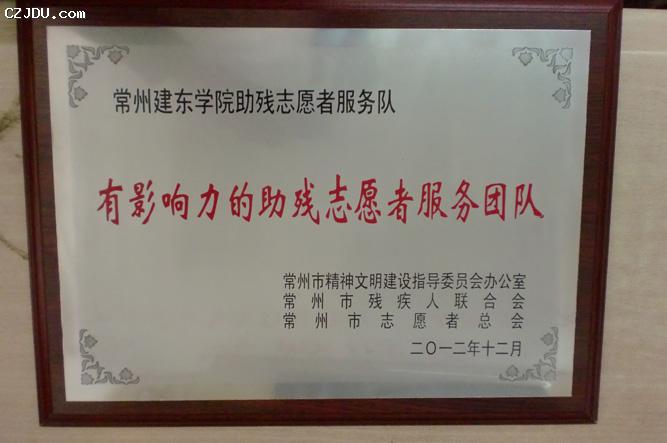 CZJDU.COM
常州建东学院助残志愿者服务队
有影响力的助残志愿者服务团队
常州市精神文明建设指导委员会办公室
常州市残疾人联合会
常州市志愿者总会
二〇一二年十二月